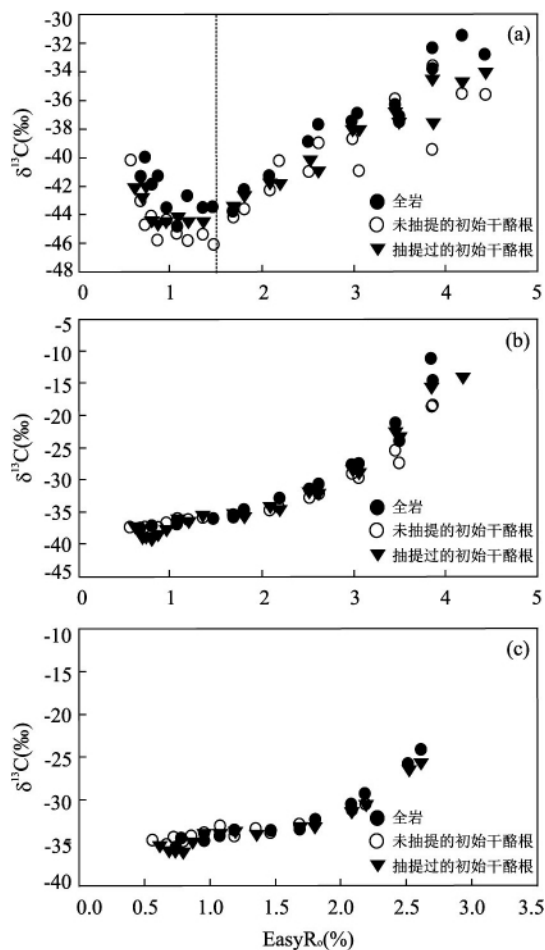 -30
(a)
-32
-34
-36
-38
-40
-42
-44
-46
-48
δ¹³C(‰)
全岩
未抽提的初始干酪根
抽提过的初始干酪根
0 1 2 3 4 5
-5
(b)
-10
-15
-20
-25
-30
-35
-40
-45
δ¹³C(‰)
全岩
未抽提的初始干酪根
抽提过的初始干酪根
0 1 2 3 4 5
-10
(c)
-15
-20
-25
-30
-35
-40
δ¹³C(‰)
全岩
未抽提的初始干酪根
抽提过的初始干酪根
0.0 0.5 1.0 1.5 2.0 2.5 3.0 3.5 4.0
EasyRₒ(%)